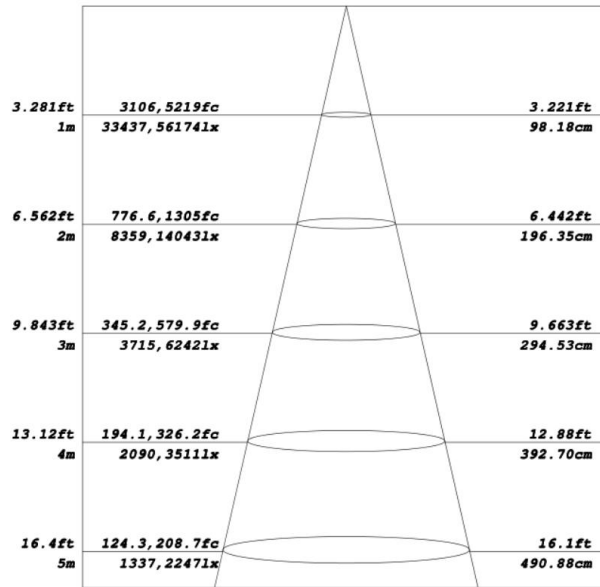 3.281ft 3106,5219fc 3.221ft
1m 33437,56174lx 98.18cm
6.562ft 776.6,1305fc 6.442ft
2m 8359,14043lx 196.35cm
9.843ft 345.2,579.9fc 9.663ft
3m 3715,6242lx 294.53cm
13.12ft 194.1,326.2fc 12.88ft
4m 2090,3511lx 392.70cm
16.4ft 124.3,208.7fc 16.1ft
5m 1337,2247lx 490.88cm